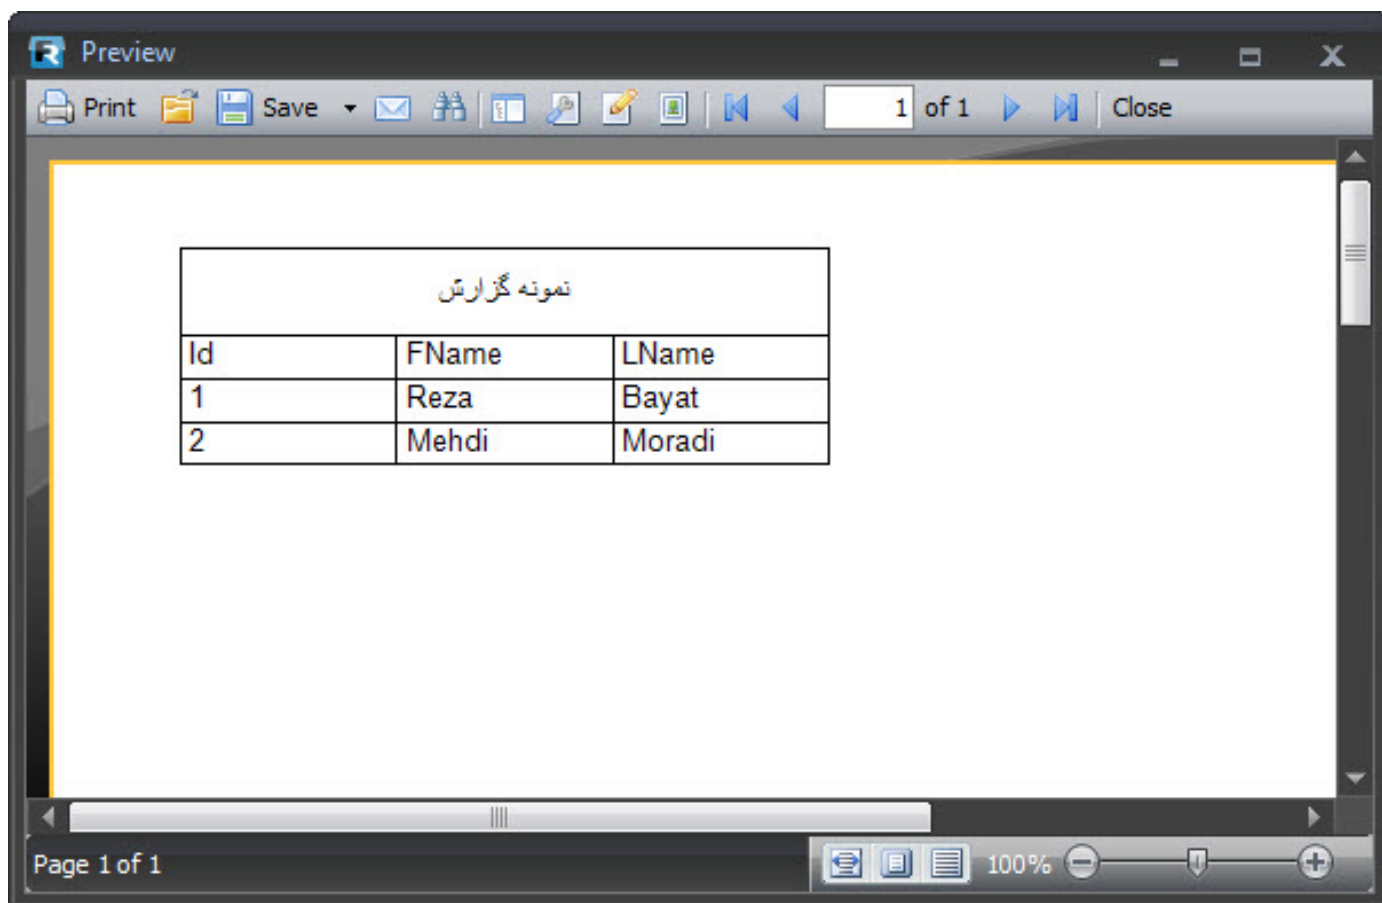 Preview
Print Save 1 of 1 Close
نمونه گزارش
Id FName LName
1 Reza Bayat
2 Mehdi Moradi
Page 1 of 1 100%